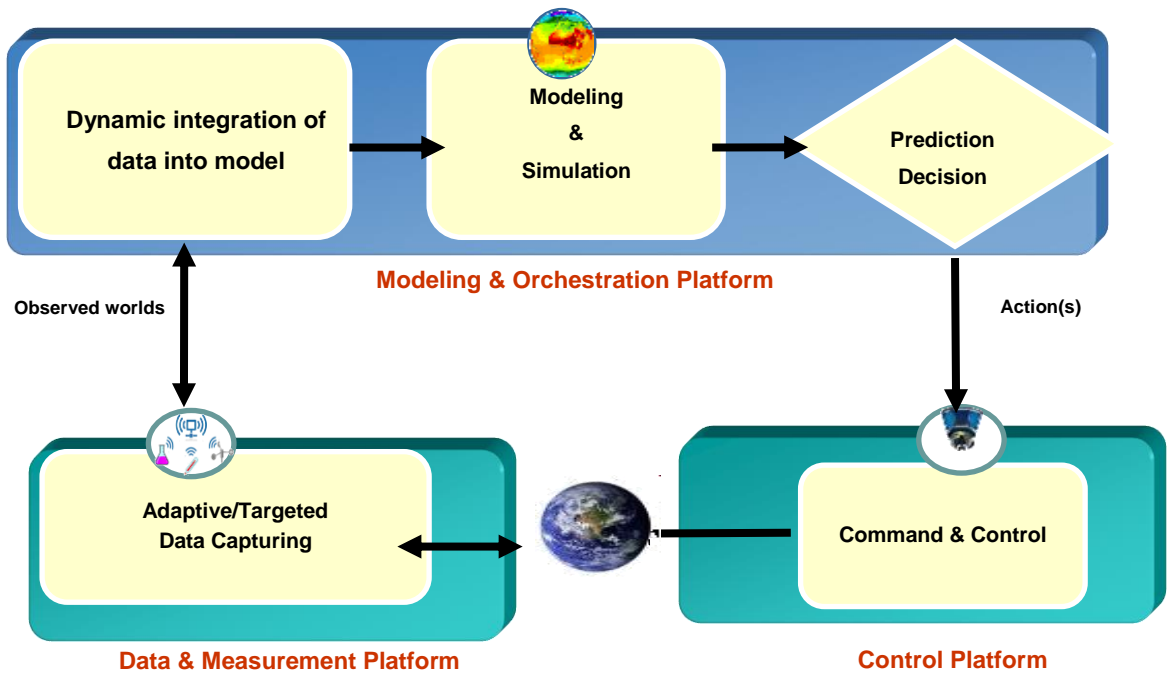 Dynamic integration of
data into model
Modeling
&
Simulation
Prediction
Decision
Modeling & Orchestration Platform
Observed worlds
Action(s)
Adaptive/Targeted
Data Capturing
Command & Control
Data & Measurement Platform
Control Platform